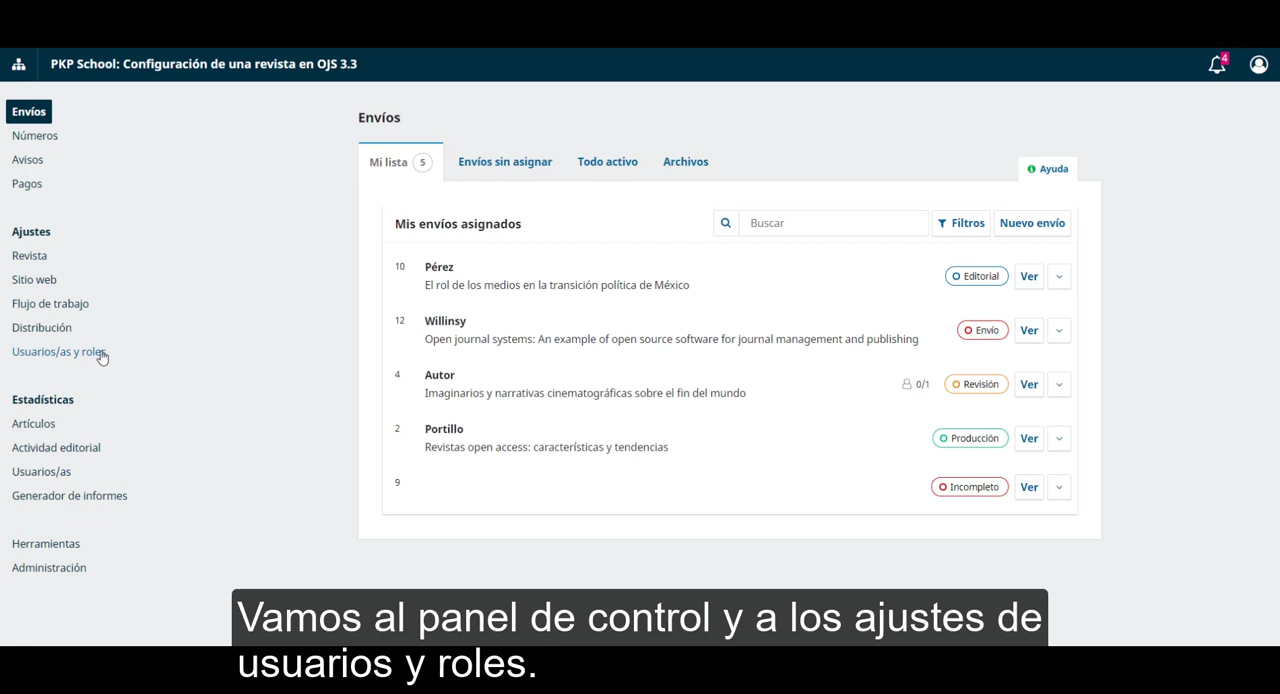 PKP School: Configuración de una revista en OJS 3.3
4
Envíos
Números
Avisos
Pagos
Ajustes
Revista
Sitio web
Flujo de trabajo
Distribución
Usuarios/as y roles
Estadísticas
Artículos
Actividad editorial
Usuarios/as
Generador de informes
Herramientas
Administración
Envíos
Mi lista 5 Envíos sin asignar Todo activo Archivos
Ayuda
Mis envíos asignados Buscar Filtros Nuevo envío
10 Pérez Editorial Ver
El rol de los medios en la transición política de México
12 Willinsy Envío Ver
Open journal systems: An example of open source software for journal management and publishing
4 Autor 0/1 Revisión Ver
Imaginarios y narrativas cinematográficas sobre el fin del mundo
2 Portillo Producción Ver
Revistas open access: características y tendencias
9 Incompleto Ver
Vamos al panel de control y a los ajustes de
usuarios y roles.